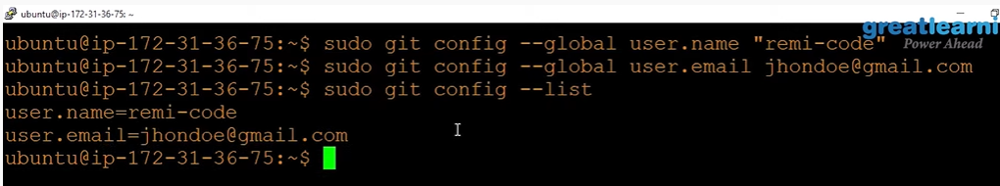 ubuntu@ip-172-31-36-75: ~
greatlearni
Power Ahead
ubuntu@ip-172-31-36-75:~$ sudo git config --global user.name "remi-code"
ubuntu@ip-172-31-36-75:~$ sudo git config --global user.email jhondoe@gmail.com
ubuntu@ip-172-31-36-75:~$ sudo git config --list
user.name=remi-code
user.email=jhondoe@gmail.com
ubuntu@ip-172-31-36-75:~$